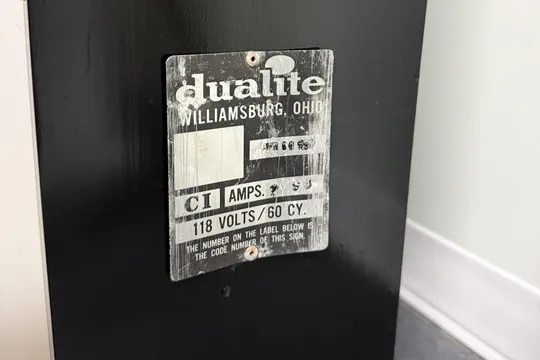 dualite
WILLIAMSBURG, OHIO
CI AMPS.
118 VOLTS/60 CY.
THE NUMBER ON THE LABEL BELOW IS
THE CODE NUMBER OF THIS SIGN.